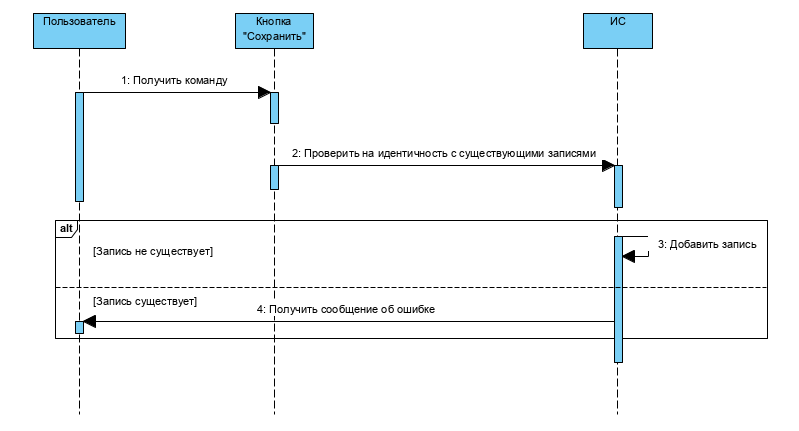 Пользователь
Кнопка
"Сохранить"
ИС
1: Получить команду
2: Проверить на идентичность с существующими записями
alt
3: Добавить запись
[Запись не существует]
[Запись существует]
4: Получить сообщение об ошибке